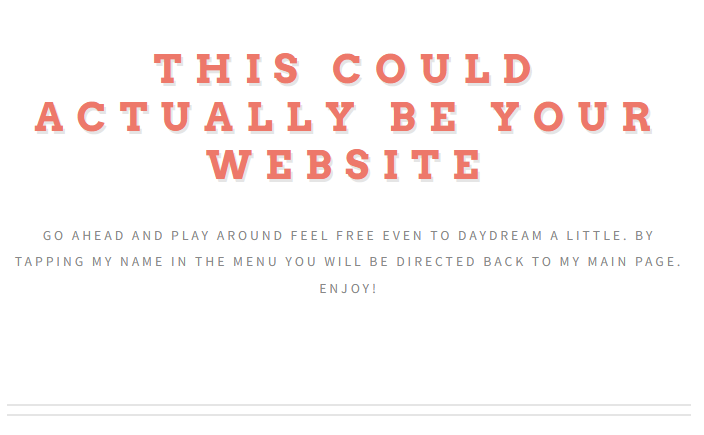 THIS COULD
ACTUALLY BE YOUR
WEBSITE
GO AHEAD AND PLAY AROUND FEEL FREE EVEN TO DAYDREAM A LITTLE. BY
TAPPING MY NAME IN THE MENU YOU WILL BE DIRECTED BACK TO MY MAIN PAGE.
ENJOY!